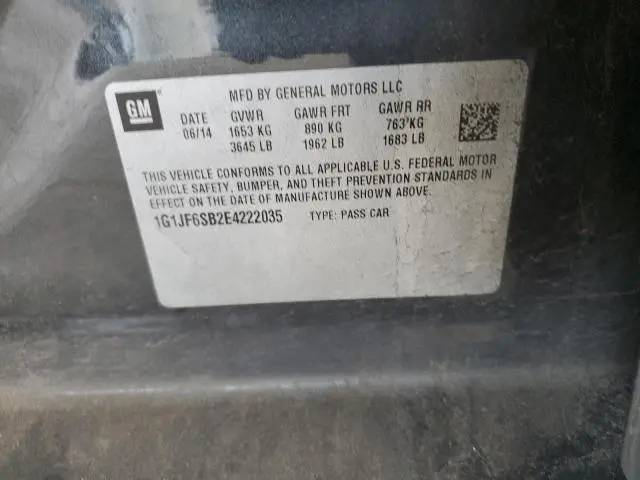 GM
MFD BY GENERAL MOTORS LLC
DATE GVWR GAWR FRT GAWR RR
06/14 1653 KG 890 KG 763 KG
3645 LB 1962 LB 1683 LB
THIS VEHICLE CONFORMS TO ALL APPLICABLE U.S. FEDERAL MOTOR
VEHICLE SAFETY, BUMPER, AND THEFT PREVENTION STANDARDS IN
EFFECT ON THE DATE OF MANUFACTURE SHOWN ABOVE.
1G1JF6SB2E4222035 TYPE: PASS CAR